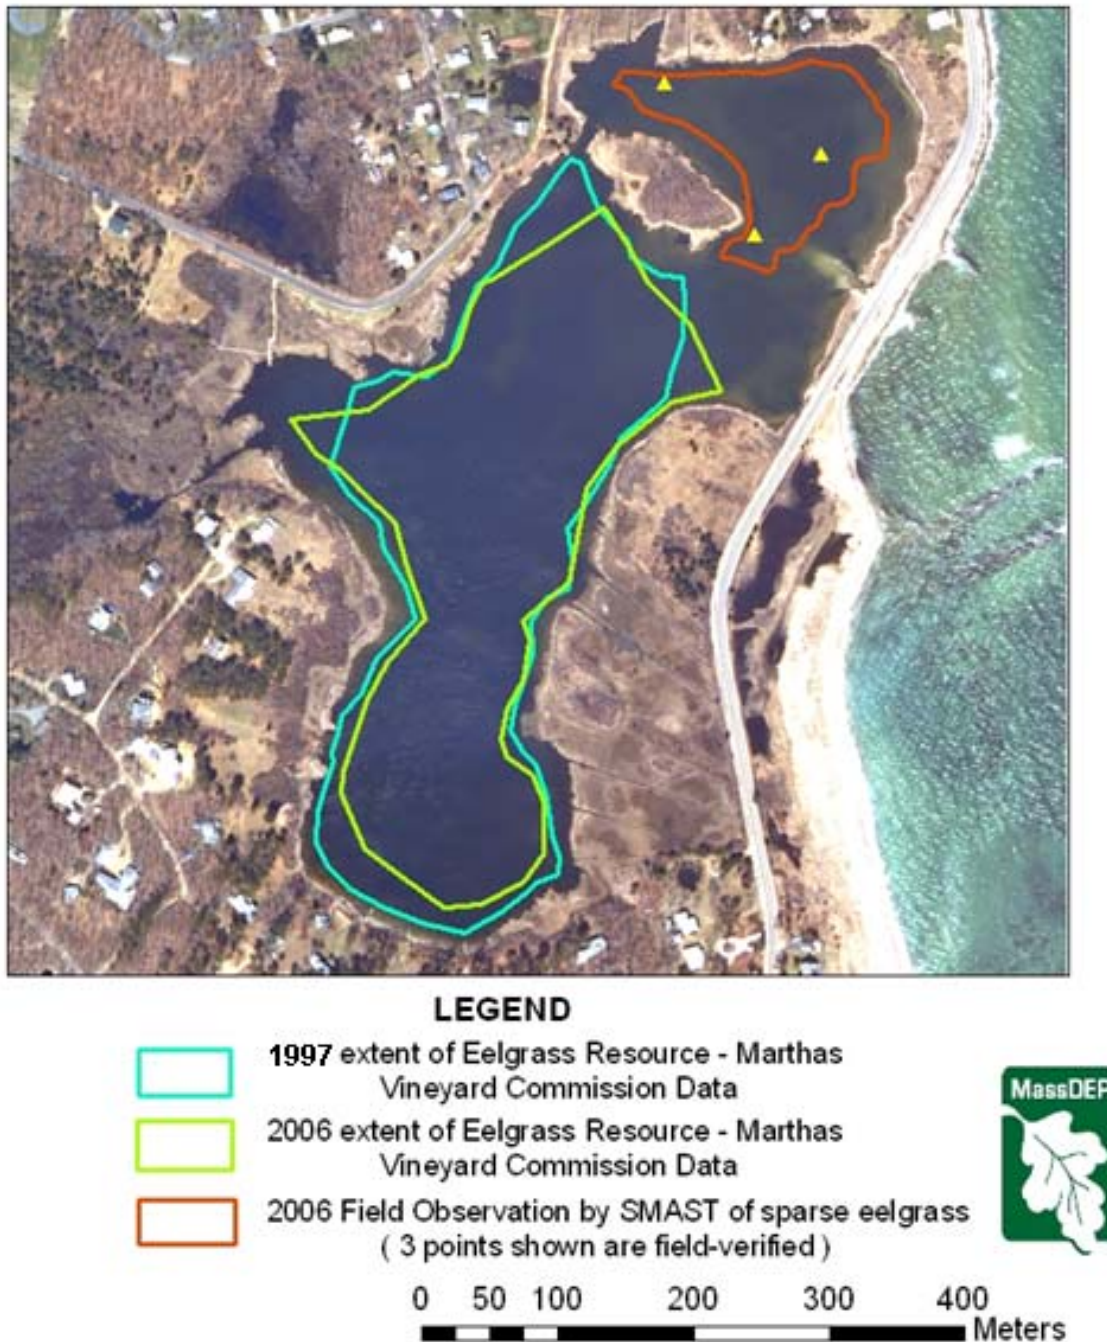 LEGEND
1997 extent of Eelgrass Resource - Marthas
Vineyard Commission Data
2006 extent of Eelgrass Resource - Marthas
Vineyard Commission Data
2006 Field Observation by SMAST of sparse eelgrass
( 3 points shown are field-verified )
MassDEP
0 50 100 200 300 400
Meters